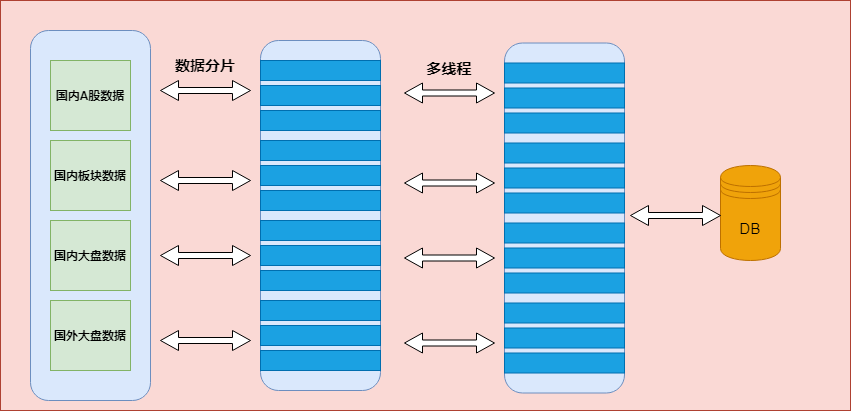 数据分片
多线程
国内A股数据
国内板块数据
国内大盘数据
国外大盘数据
DB